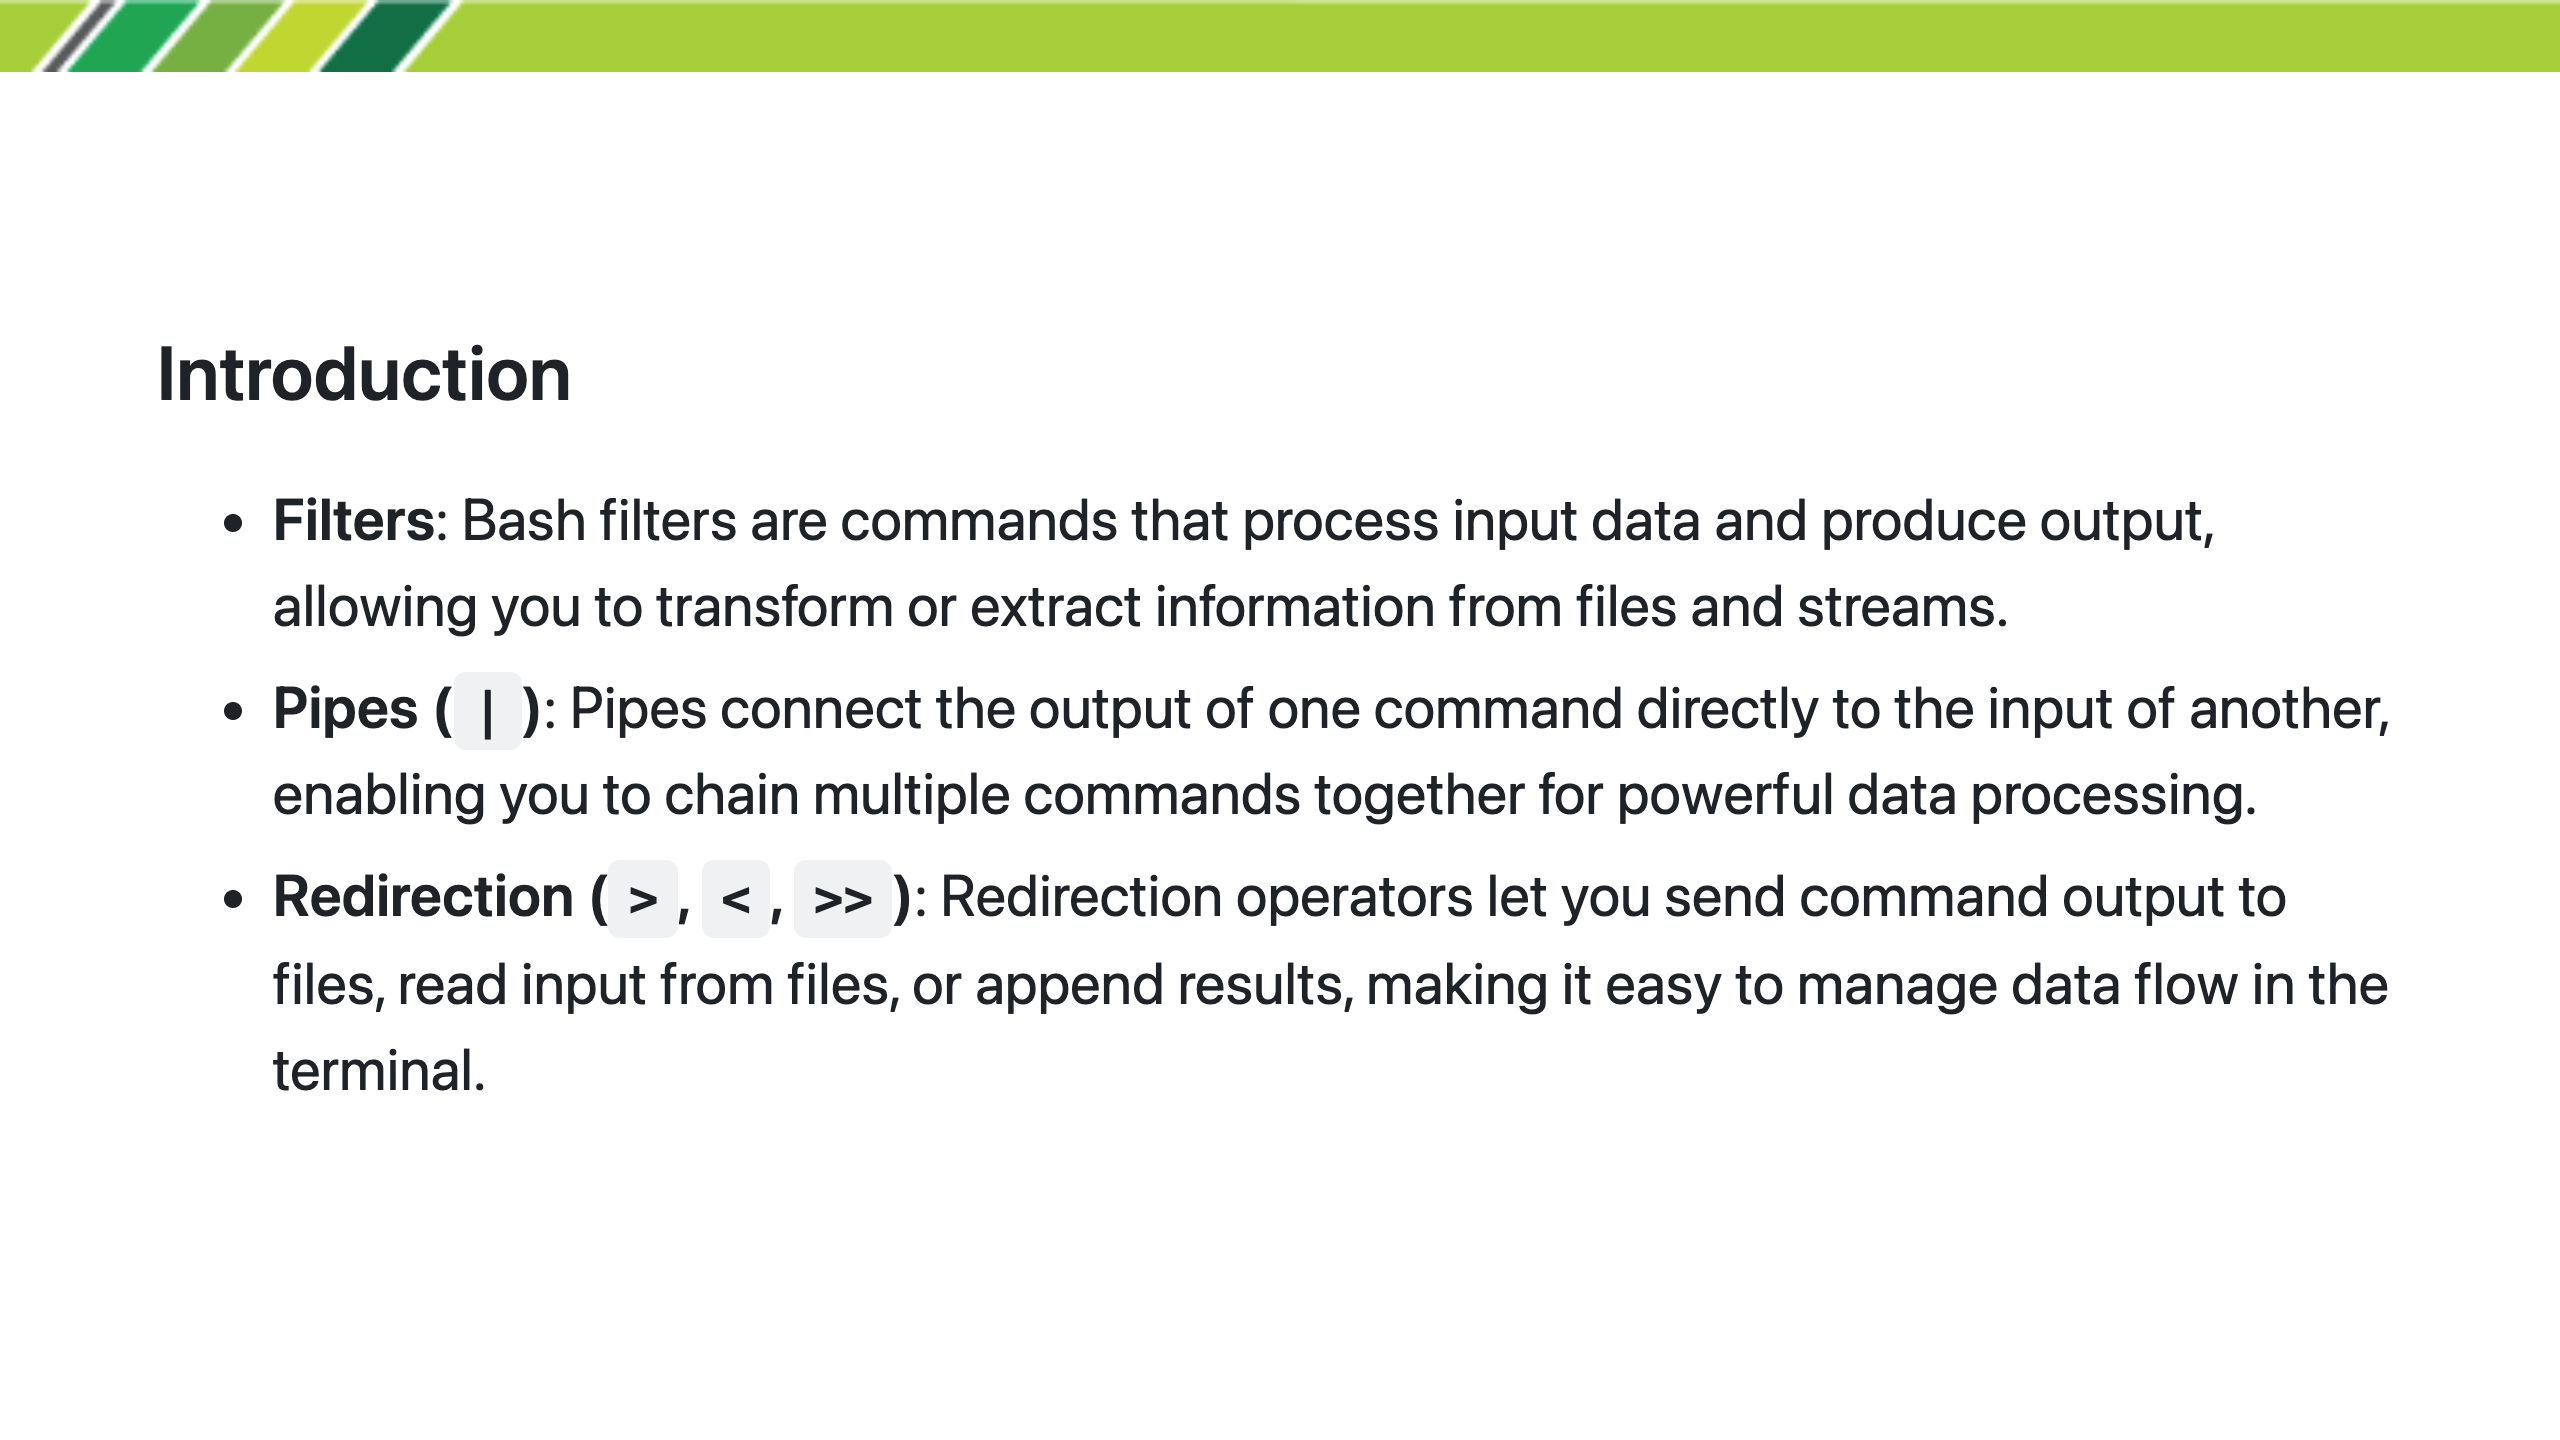 Introduction
• Filters: Bash filters are commands that process input data and produce output,
allowing you to transform or extract information from files and streams.
• Pipes ( | ): Pipes connect the output of one command directly to the input of another,
enabling you to chain multiple commands together for powerful data processing.
• Redirection ( > , < , >> ): Redirection operators let you send command output to
files, read input from files, or append results, making it easy to manage data flow in the
terminal.